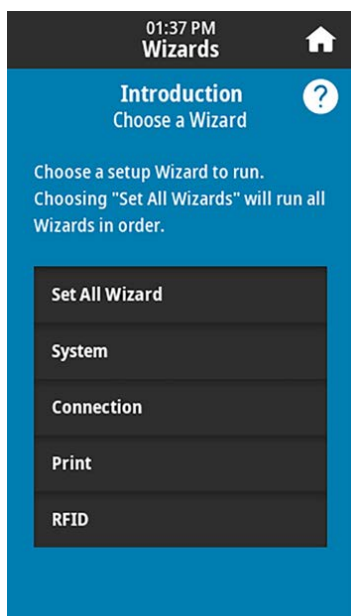 01:37 PM
Wizards
Introduction
?
Choose a Wizard
Choose a setup Wizard to run.
Choosing "Set All Wizards" will run all
Wizards in order.
Set All Wizard
System
Connection
Print
RFID